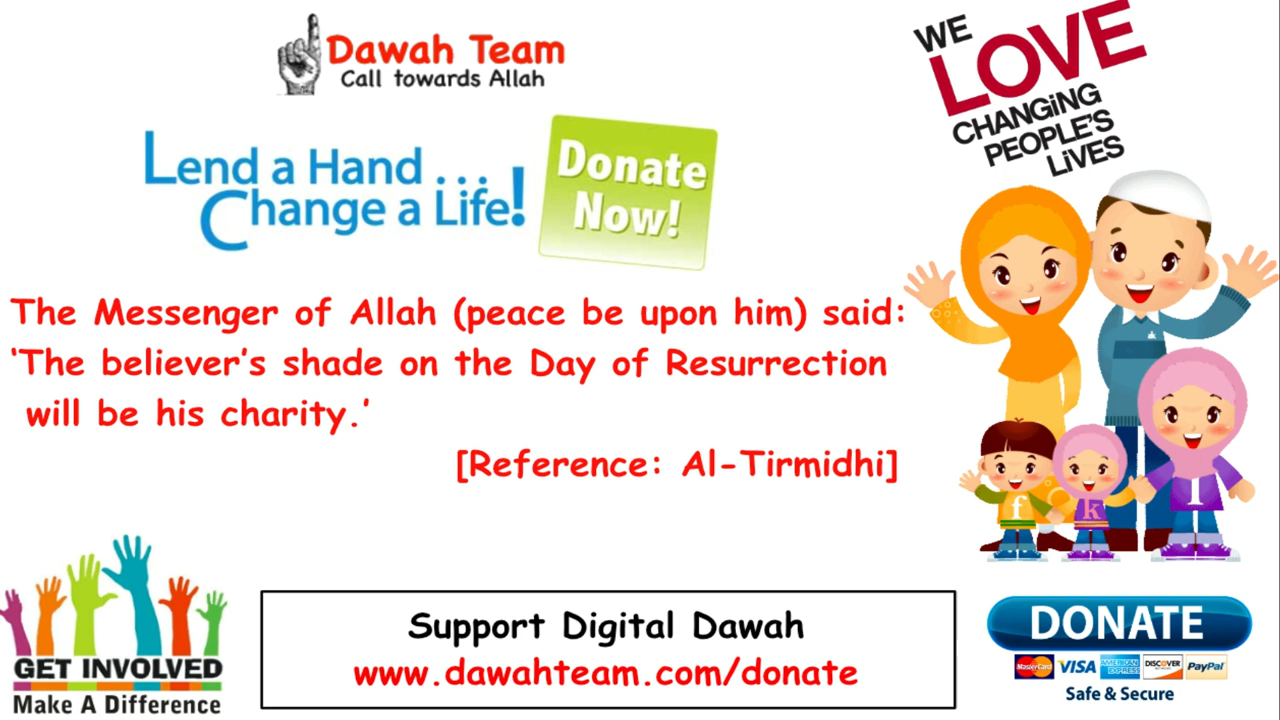 Dawah Team
Call towards Allah
WE
LOVE
CHANGiNG
PEOPLE'S
LiVES
Lend a Hand . . .
Change a Life!
Donate
Now!
The Messenger of Allah (peace be upon him) said:
‘The believer’s shade on the Day of Resurrection
will be his charity.’
[Reference: Al-Tirmidhi]
f
k
l
GET INVOLVED
Make A Difference
Support Digital Dawah
www.dawahteam.com/donate
DONATE
MasterCard VISA AMERICAN EXPRESS DISCOVER PayPal
Safe & Secure